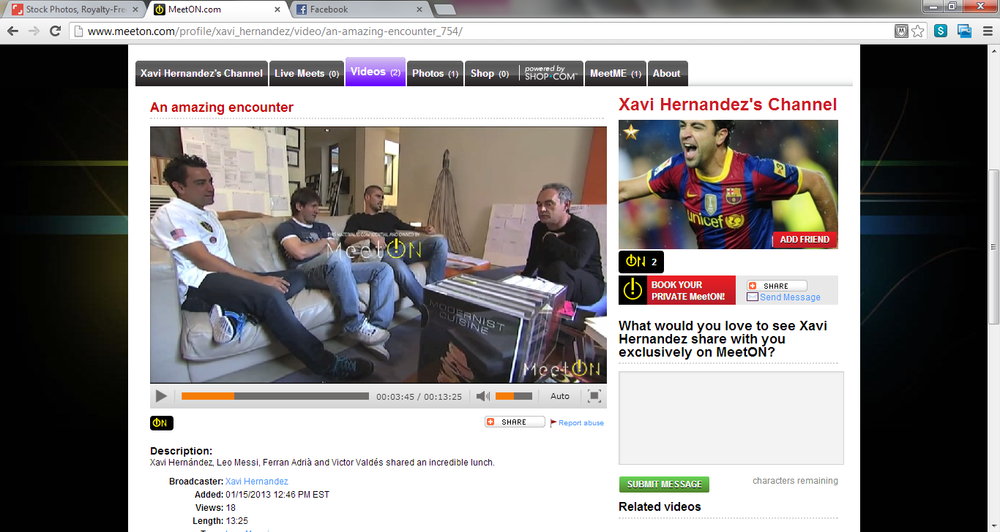 Stock Photos, Royalty-Fre
MeetON.com
Facebook
www.meeton.com/profile/xavi_hernandez/video/an-amazing-encounter_754/
Xavi Hernandez's Channel
Live Meets (0)
Videos (2)
Photos (1)
Shop (0)
powered by
SHOP.COM
MeetME (1)
About
An amazing encounter
THIS MATERIAL IS CONFIDENTIAL AND OWNED BY
MeetON
MODERNIST
CUISINE
MeetON
00:03:45 / 00:13:25
Auto
ON
SHARE
Report abuse
Description:
Xavi Hernández, Leo Messi, Ferran Adrià and Victor Valdés shared an incredible lunch.
Broadcaster: Xavi Hernandez
Added: 01/15/2013 12:46 PM EST
Views: 18
Length: 13:25
Xavi Hernandez's Channel
unicef
ADD FRIEND
ON 2
BOOK YOUR
PRIVATE MeetON!
SHARE
Send Message
What would you love to see Xavi
Hernandez share with you
exclusively on MeetON?
SUBMIT MESSAGE
characters remaining
Related videos